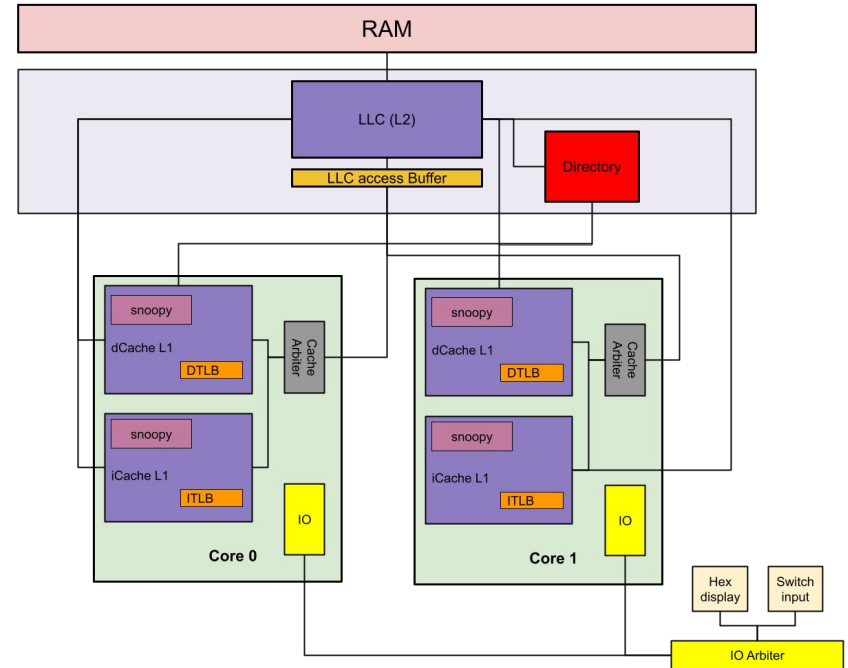 RAM
LLC (L2)
LLC access Buffer
Directory
snoopy
dCache L1
DTLB
Cache
Arbiter
snoopy
iCache L1
ITLB
IO
Core 0
snoopy
dCache L1
DTLB
Cache
Arbiter
snoopy
iCache L1
ITLB
IO
Core 1
Hex
display
Switch
input
IO Arbiter